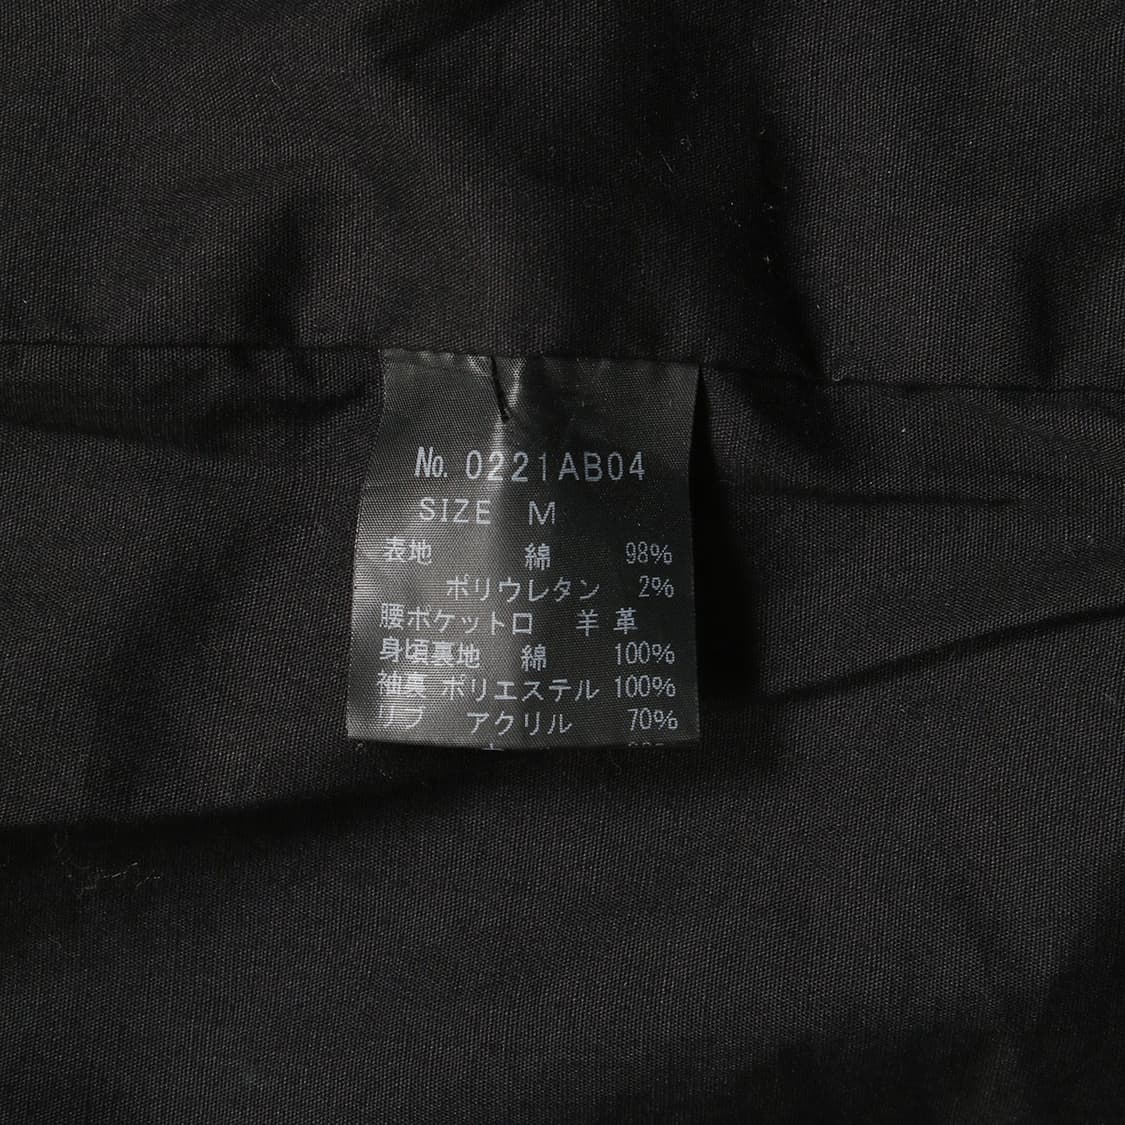 No. 0221AB04
SIZE M
表地 綿 98%
ポリウレタン 2%
腰ポケット口 羊革
身頃裏地 綿 100%
袖裏 ポリエステル 100%
リブ アクリル 70%